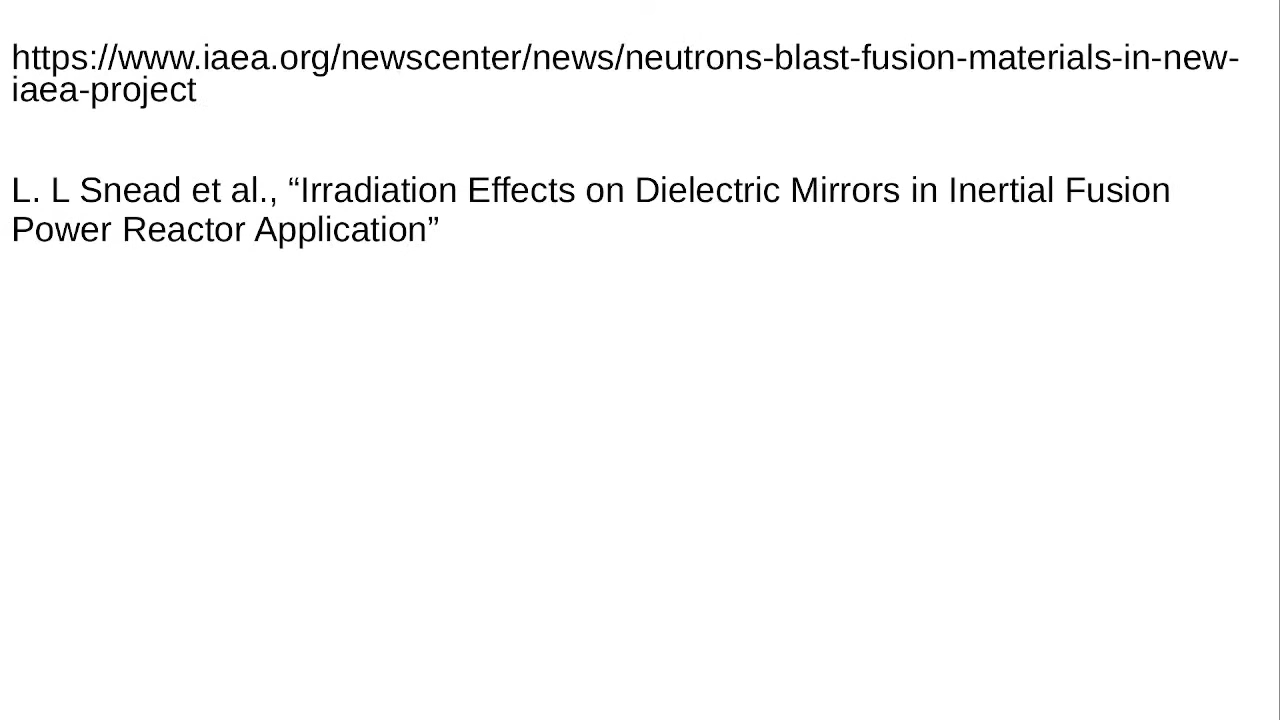 https://www.iaea.org/newscenter/news/neutrons-blast-fusion-materials-in-new-
iaea-project
L. L Snead et al., “Irradiation Effects on Dielectric Mirrors in Inertial Fusion
Power Reactor Application”